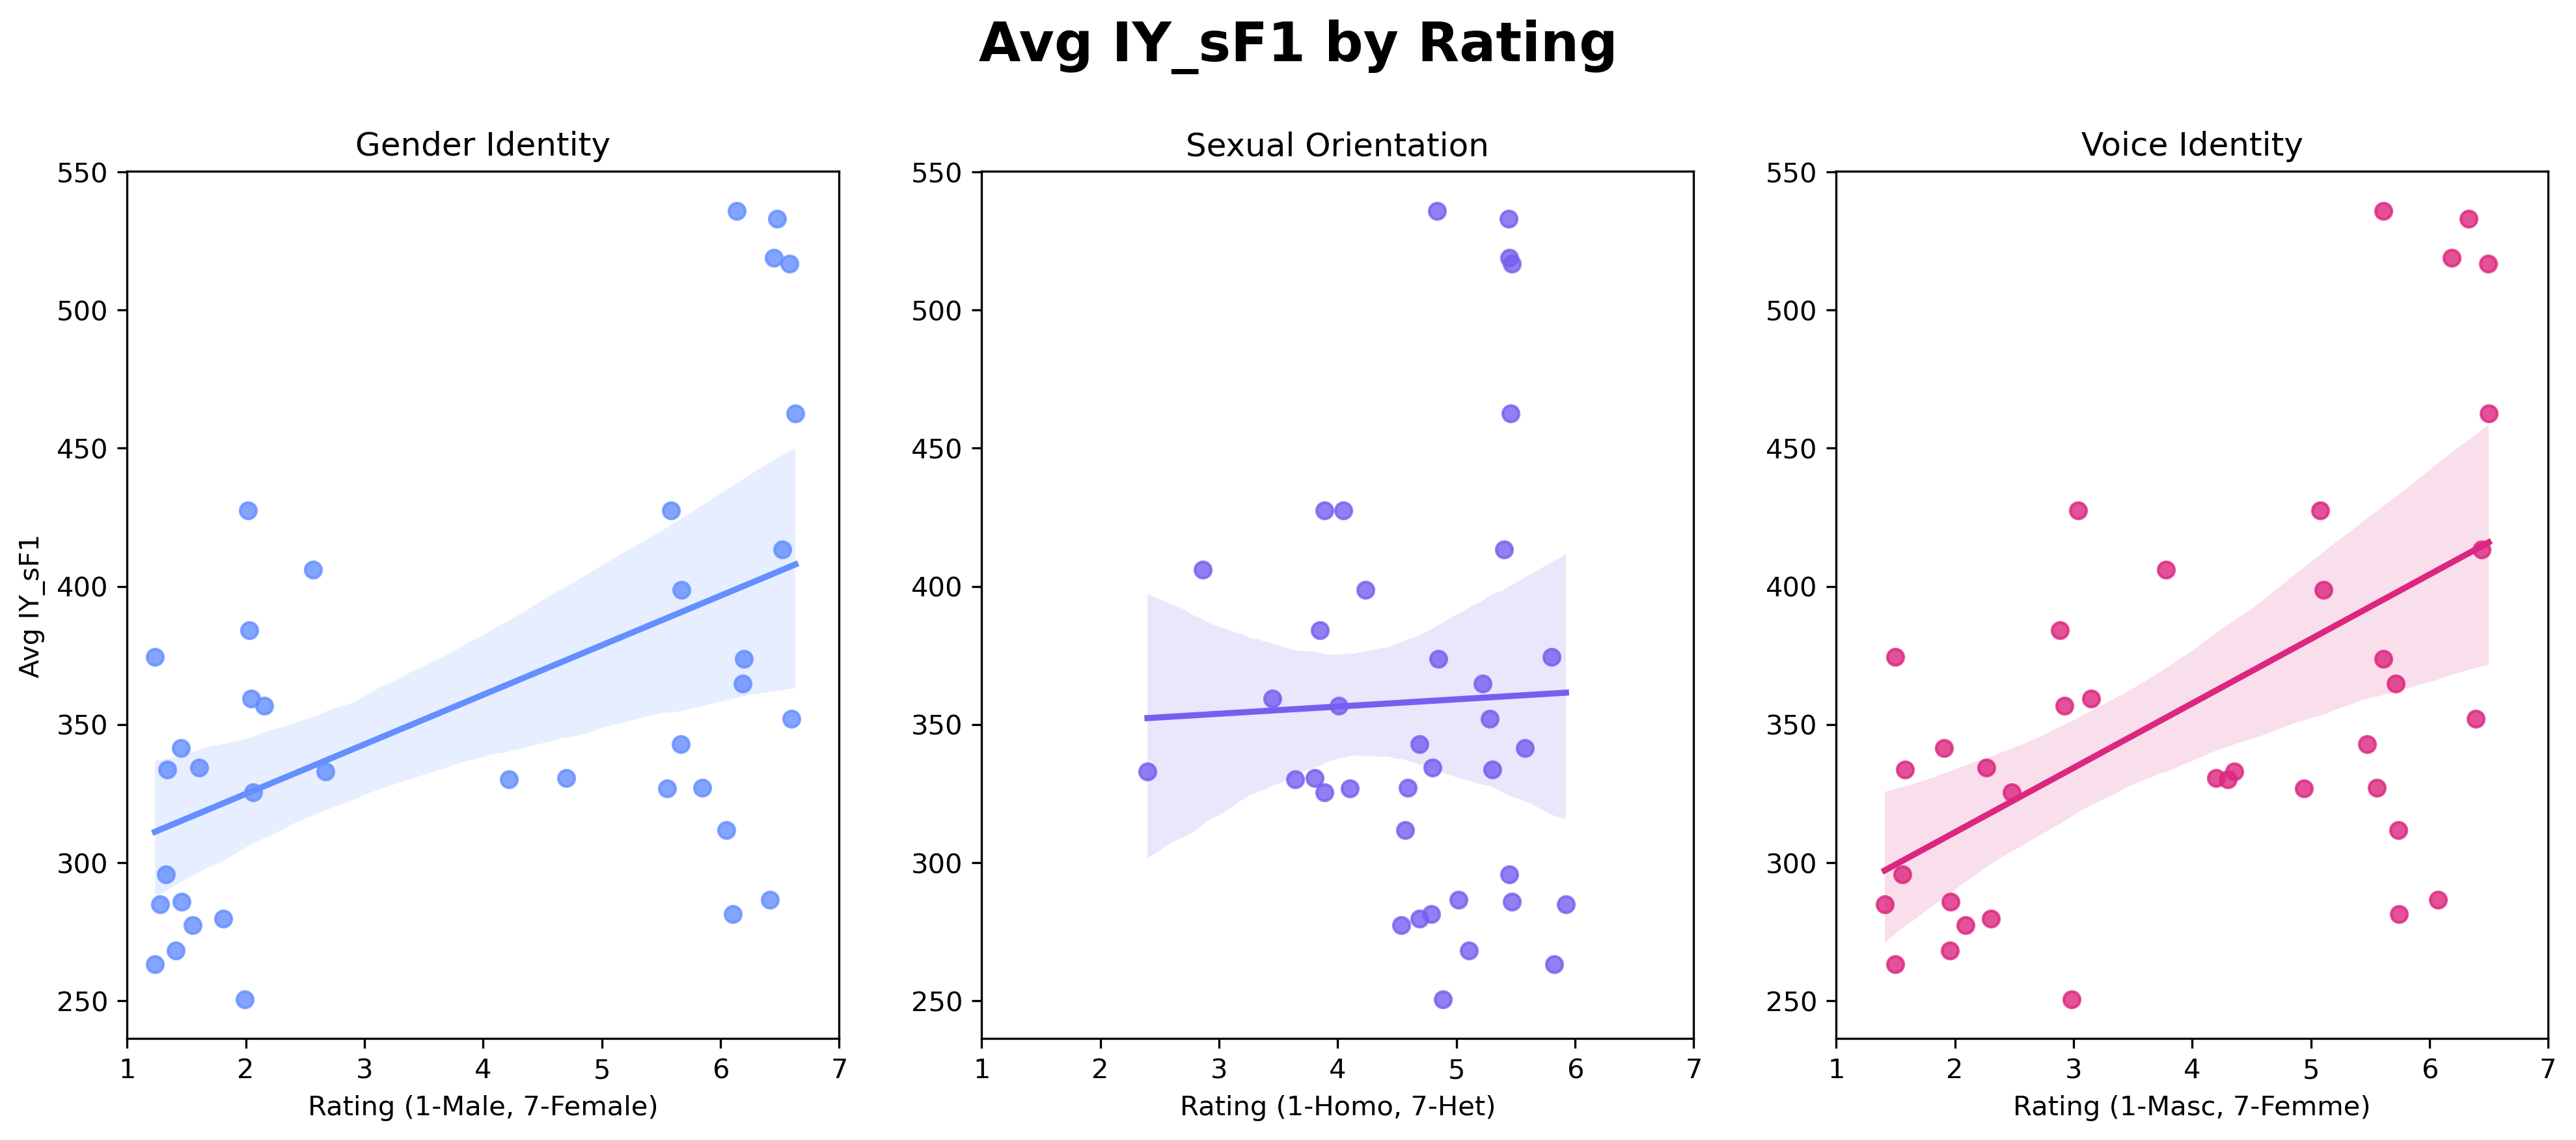 Avg IY_sF1 by Rating
Gender Identity
Sexual Orientation
Voice Identity
Avg IY_sF1
550
500
450
400
350
300
250
1 2 3 4 5 6 7
Rating (1-Male, 7-Female)
550
500
450
400
350
300
250
1 2 3 4 5 6 7
Rating (1-Homo, 7-Het)
550
500
450
400
350
300
250
1 2 3 4 5 6 7
Rating (1-Masc, 7-Femme)